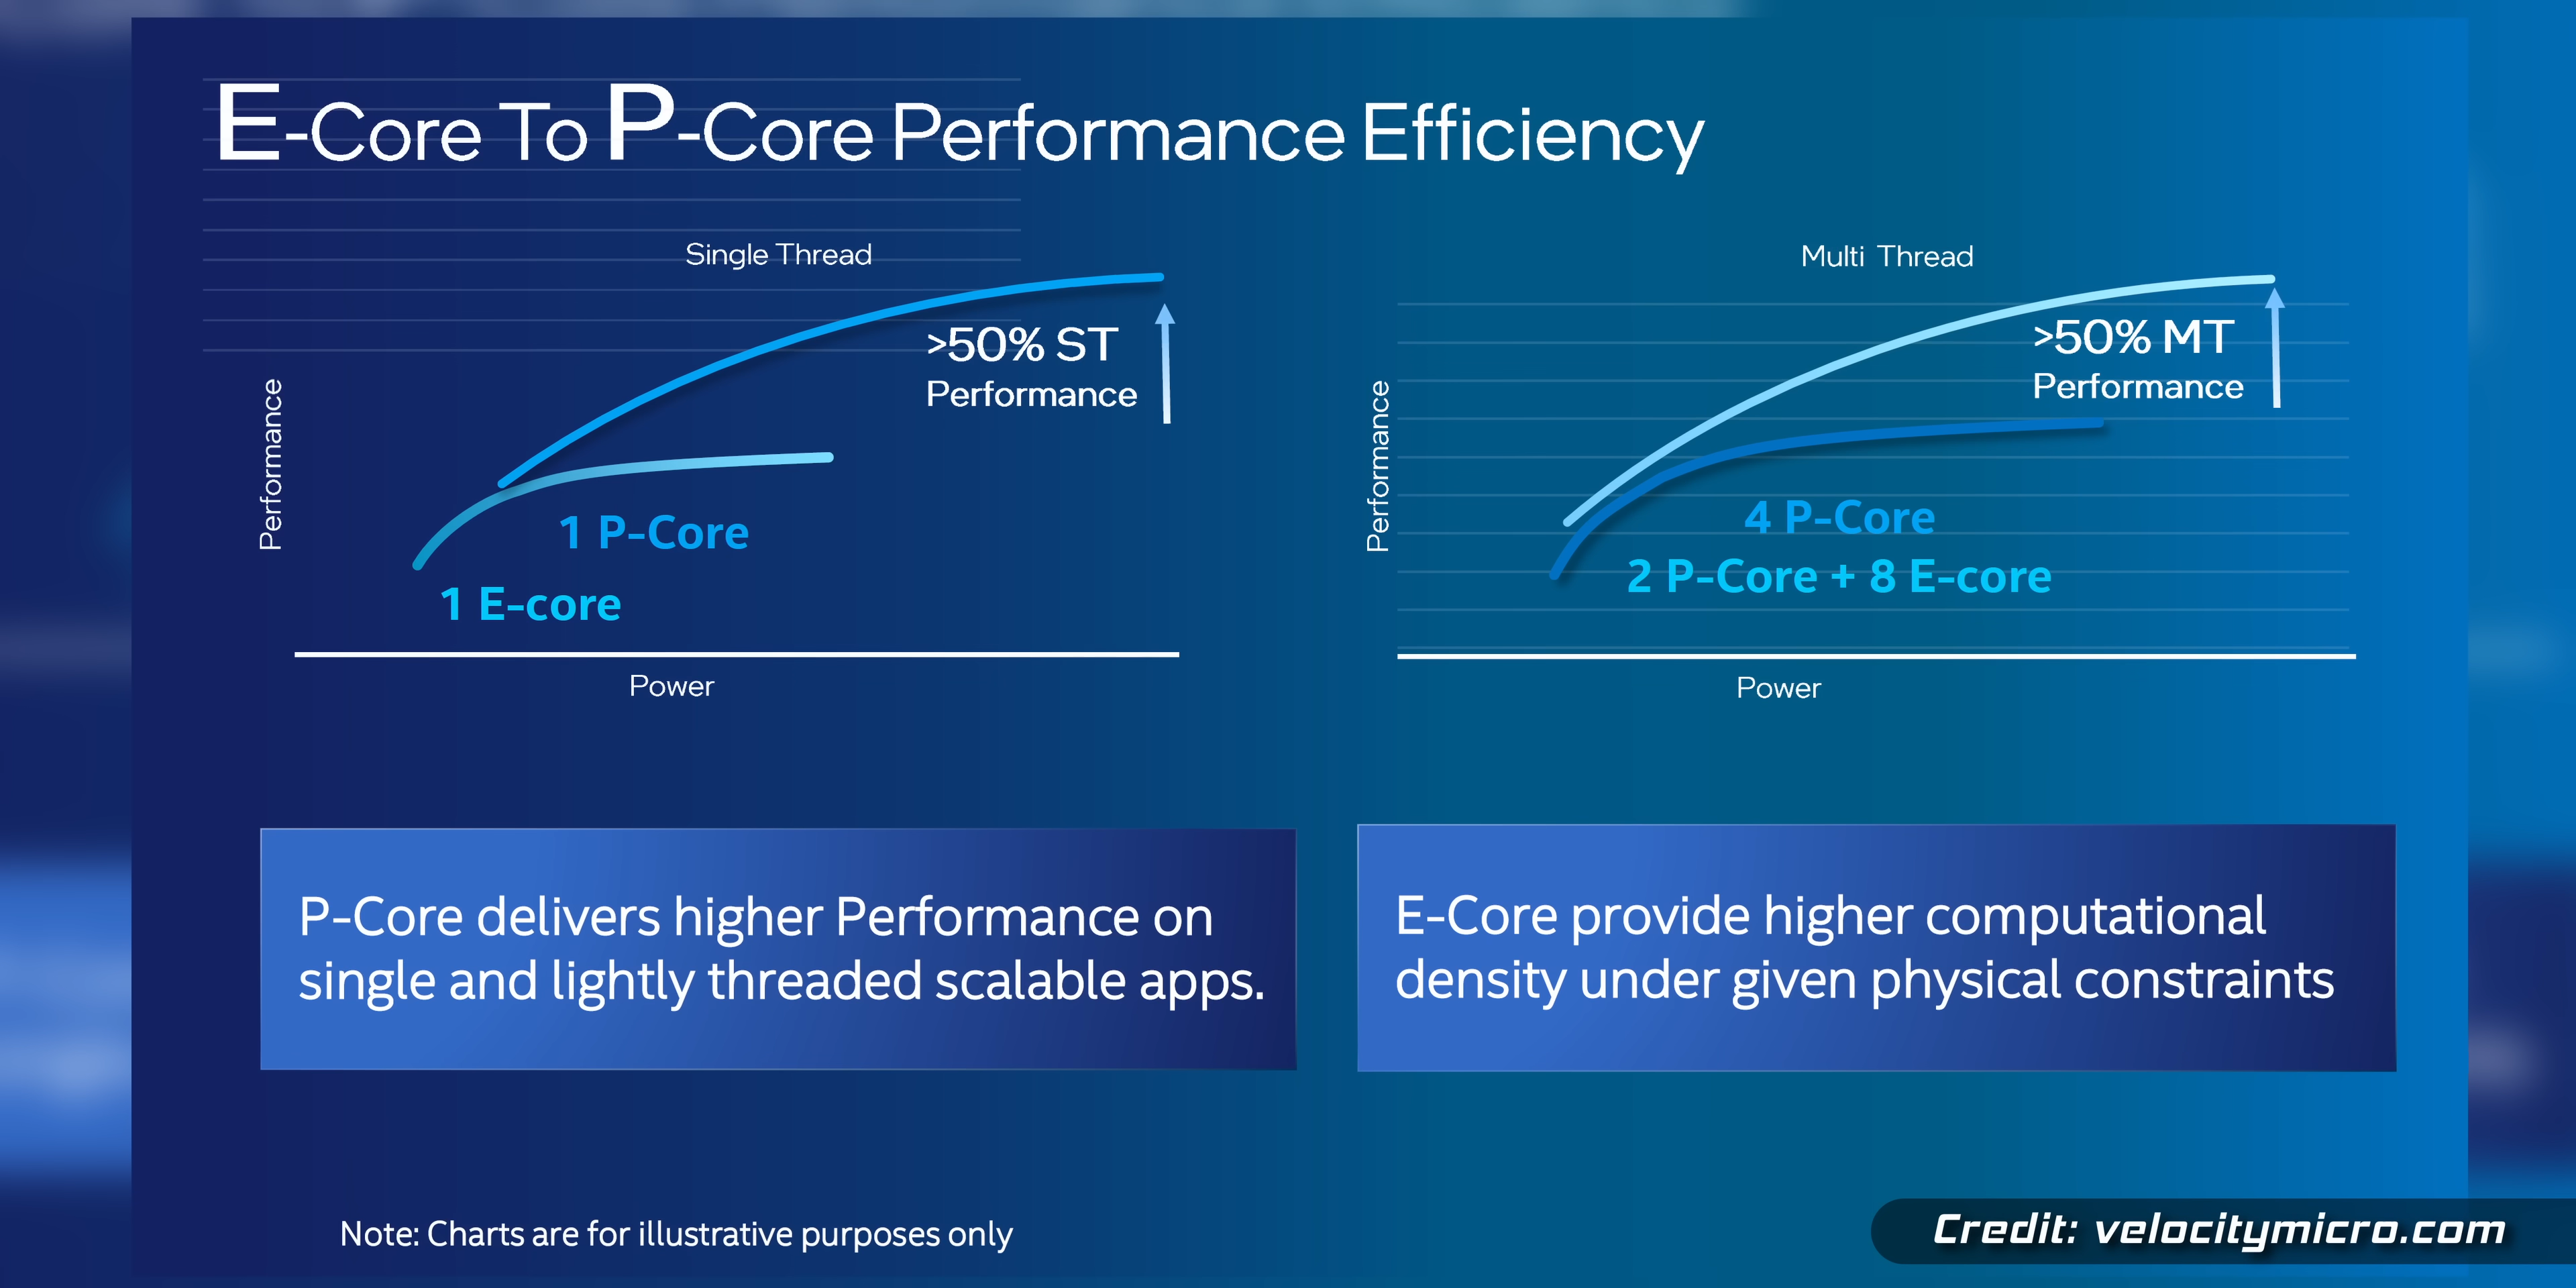 E-Core To P-Core Performance Efficiency
Single Thread
>50% ST
Performance
Performance
1 P-Core
1 E-core
Power
Multi Thread
>50% MT
Performance
Performance
4 P-Core
2 P-Core + 8 E-core
Power
P-Core delivers higher Performance on
single and lightly threaded scalable apps.
E-Core provide higher computational
density under given physical constraints
Note: Charts are for illustrative purposes only
Credit: velocitymicro.com